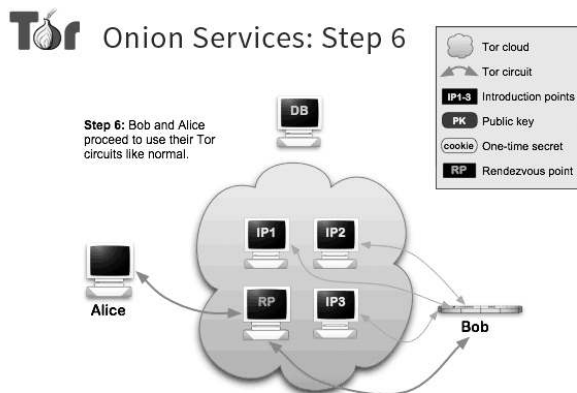 Tor Onion Services: Step 6
Tor cloud
Tor circuit
IP1-3 Introduction points
PK Public key
cookie One-time secret
RP Rendezvous point
Step 6: Bob and Alice
proceed to use their Tor
circuits like normal.
DB
IP1 IP2
Alice
RP IP3
Bob